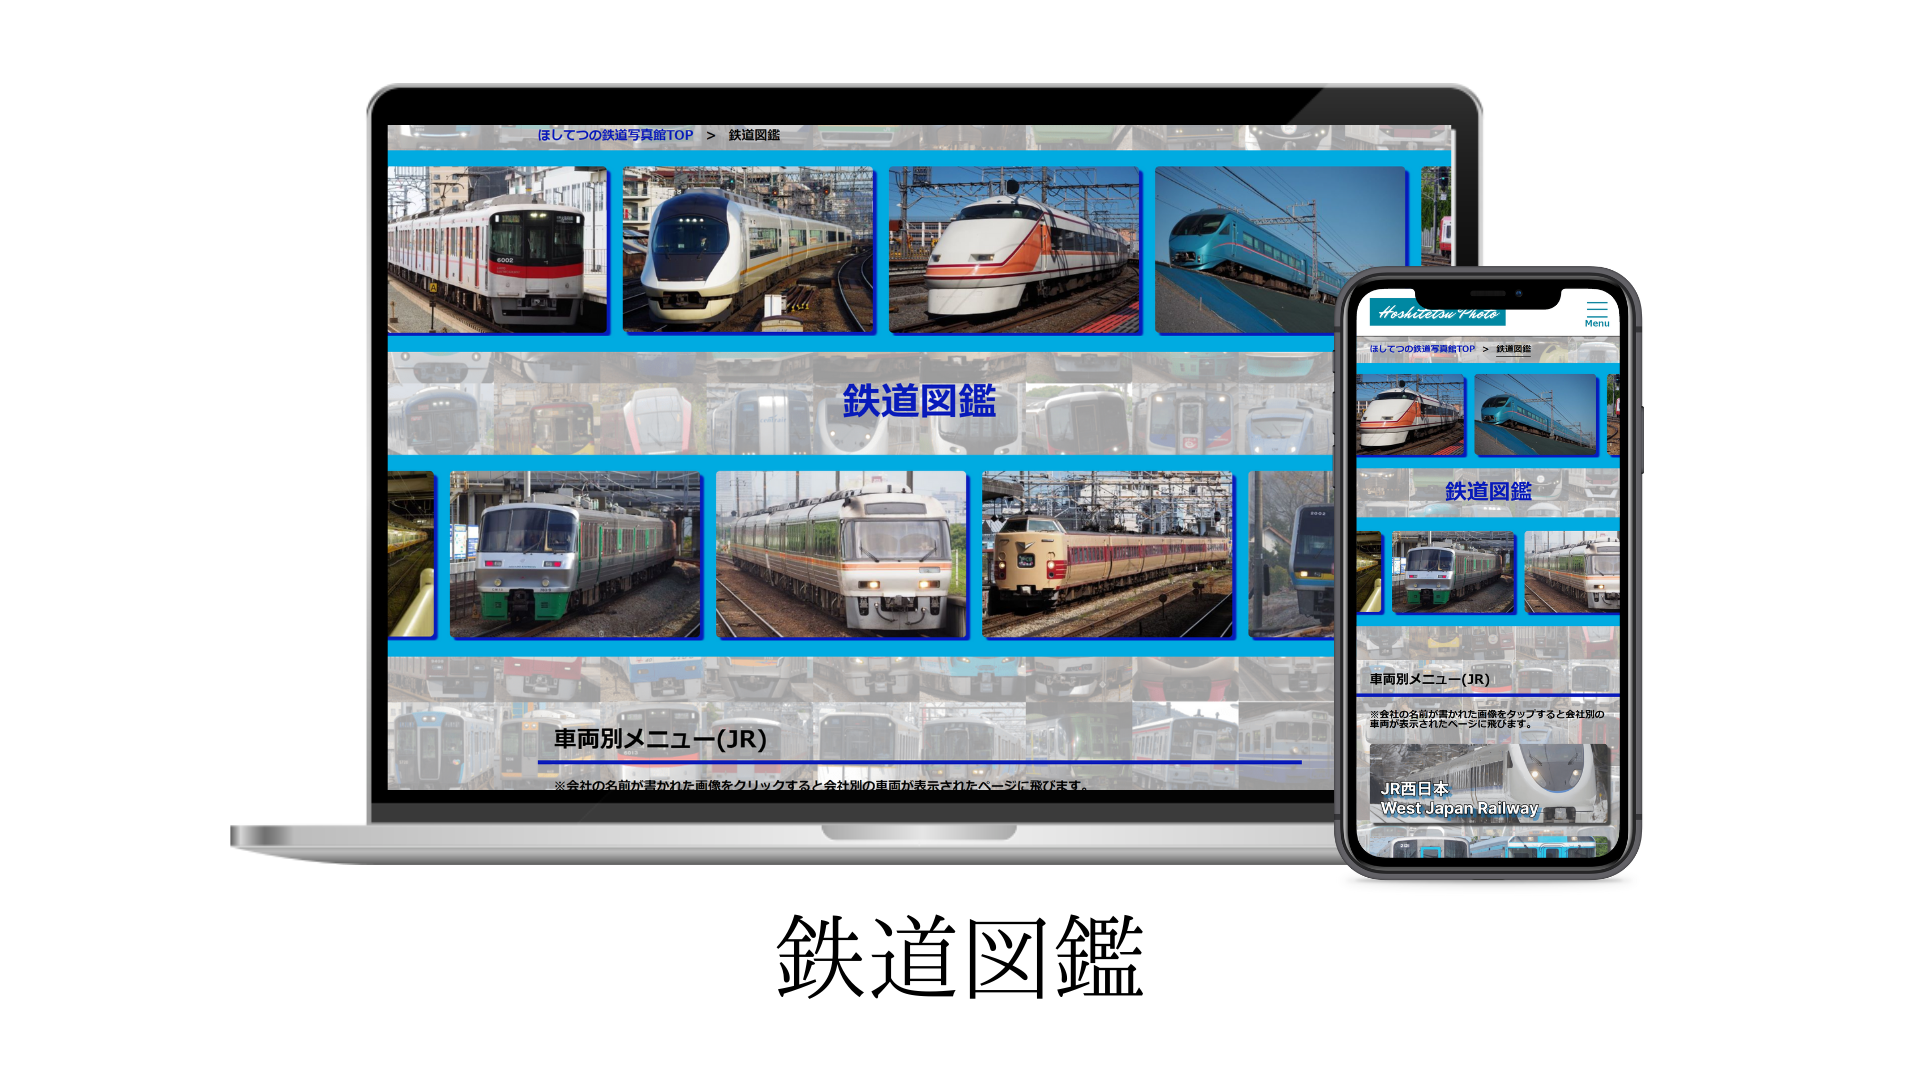 ほしてつの鉄道写真館TOP > 鉄道図鑑
6002
鉄道図鑑
車両別メニュー(JR)
※会社の名前が書かれた画像をクリックすると会社別の車両が表示されたページに飛びます。
Hoshitetsu Photo
Menu
ほしてつの鉄道写真館TOP > 鉄道図鑑
鉄道図鑑
車両別メニュー(JR)
※会社の名前が書かれた画像をタップすると会社別の
車両が表示されたページに飛びます。
JR西日本
West Japan Railway
鉄道図鑑